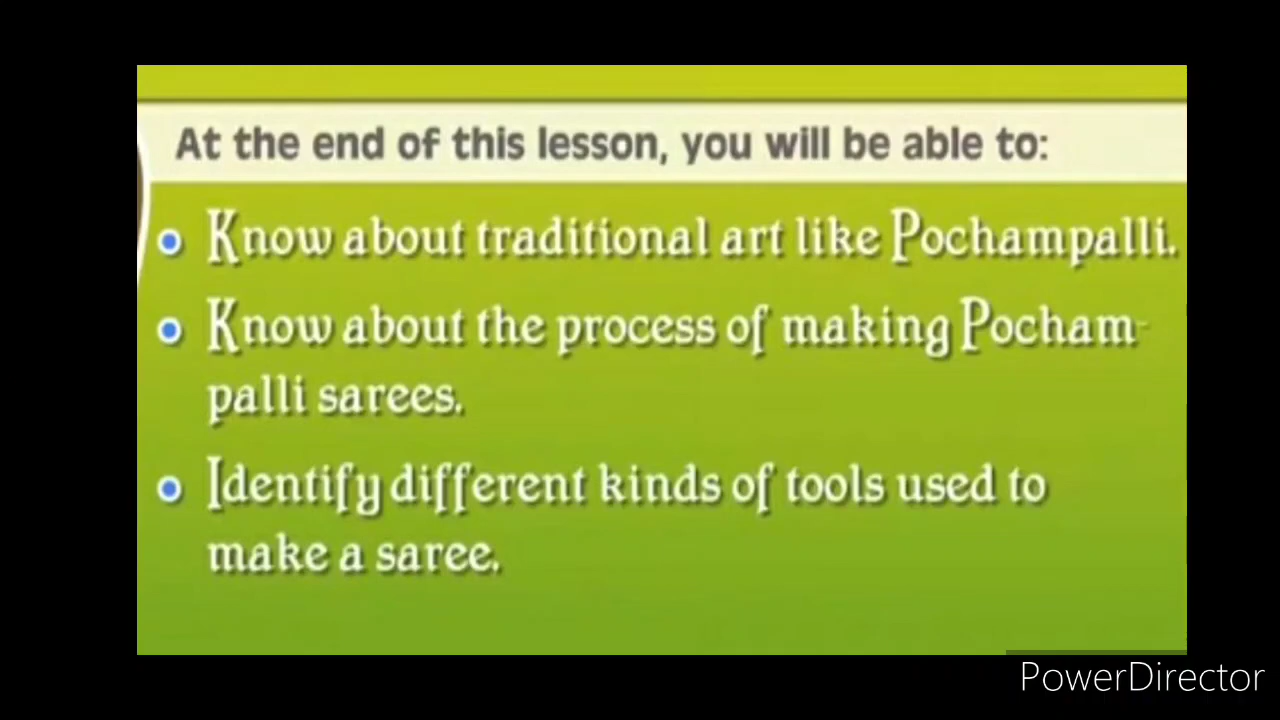 At the end of this lesson, you will be able to:
Know about traditional art like Pochampalli.
Know about the process of making Pocham-
palli sarees.
Identify different kinds of tools used to
make a saree.
PowerDirector